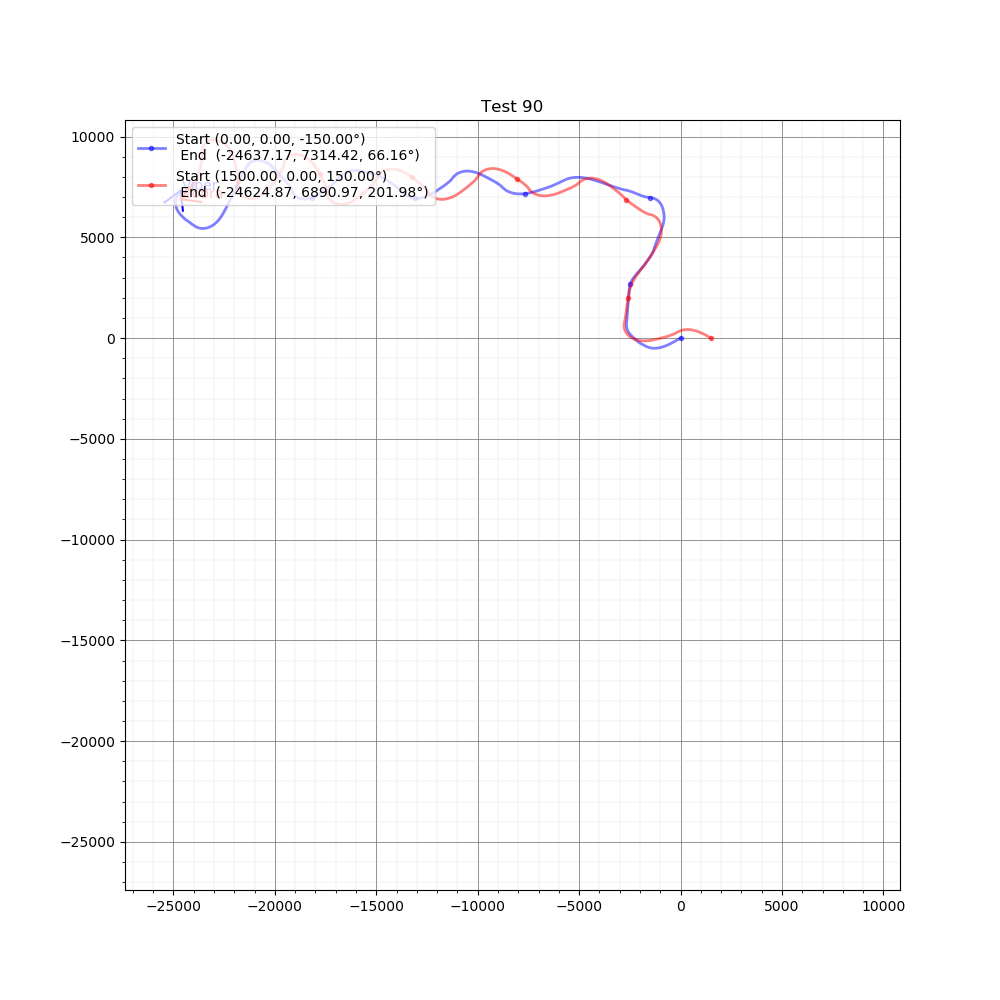 Test 90
10000
5000
0
−5000
−10000
−15000
−20000
−25000
Start (0.00, 0.00, -150.00°)
End (-24637.17, 7314.42, 66.16°)
Start (1500.00, 0.00, 150.00°)
End (-24624.87, 6890.97, 201.98°)
−25000 −20000 −15000 −10000 −5000 0 5000 10000